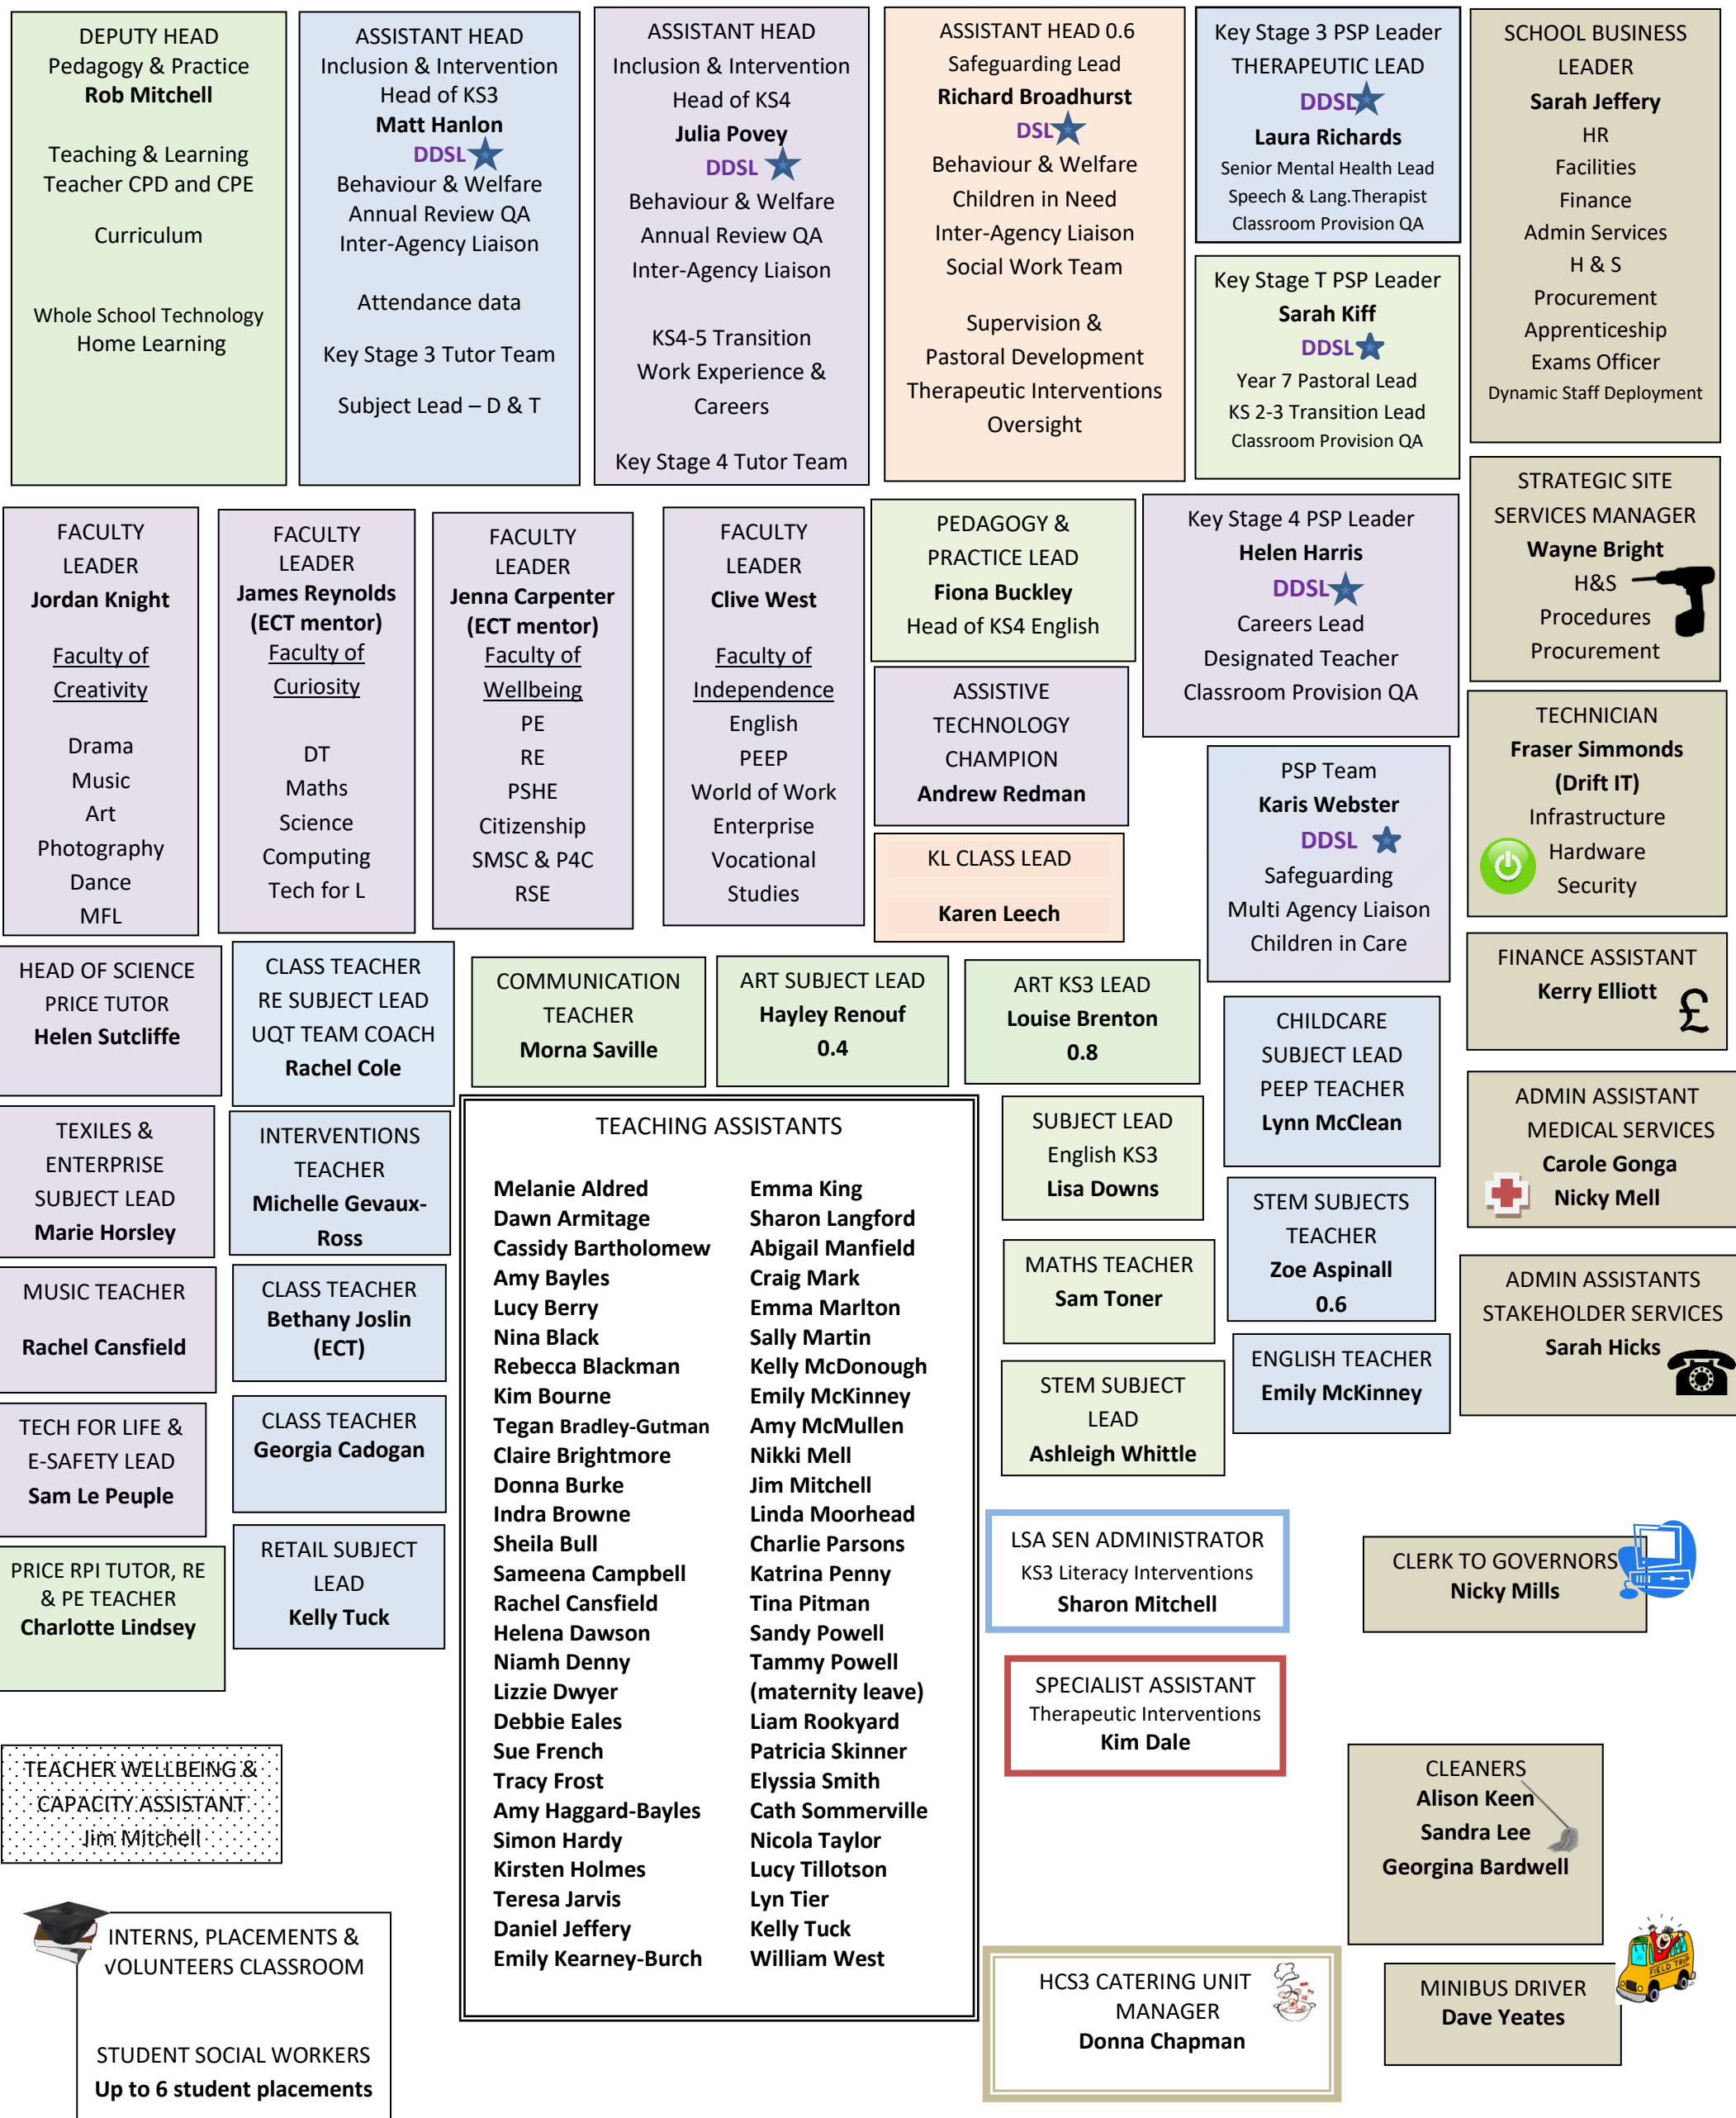 DEPUTY HEAD
Pedagogy & Practice
Rob Mitchell
Teaching & Learning
Teacher CPD and CPE
Curriculum
Whole School Technology
Home Learning
ASSISTANT HEAD
Inclusion & Intervention
Head of KS3
Matt Hanlon
DDSL
Behaviour & Welfare
Annual Review QA
Inter-Agency Liaison
Attendance data
Key Stage 3 Tutor Team
Subject Lead – D & T
ASSISTANT HEAD
Inclusion & Intervention
Head of KS4
Julia Povey
DDSL
Behaviour & Welfare
Annual Review QA
Inter-Agency Liaison
KS4-5 Transition
Work Experience &
Careers
Key Stage 4 Tutor Team
ASSISTANT HEAD 0.6
Safeguarding Lead
Richard Broadhurst
DSL
Behaviour & Welfare
Children in Need
Inter-Agency Liaison
Social Work Team
Supervision &
Pastoral Development
Therapeutic Interventions
Oversight
Key Stage 3 PSP Leader
THERAPEUTIC LEAD
DDSL
Laura Richards
Senior Mental Health Lead
Speech & Lang.Therapist
Classroom Provision QA
Key Stage T PSP Leader
Sarah Kiff
DDSL
Year 7 Pastoral Lead
KS 2-3 Transition Lead
Classroom Provision QA
SCHOOL BUSINESS
LEADER
Sarah Jeffery
HR
Facilities
Finance
Admin Services
H & S
Procurement
Apprenticeship
Exams Officer
Dynamic Staff Deployment
FACULTY
LEADER
Jordan Knight
Faculty of
Creativity
Drama
Music
Art
Photography
Dance
MFL
FACULTY
LEADER
James Reynolds
(ECT mentor)
Faculty of
Curiosity
DT
Maths
Science
Computing
Tech for L
FACULTY
LEADER
Jenna Carpenter
(ECT mentor)
Faculty of
Wellbeing
PE
RE
PSHE
Citizenship
SMSC & P4C
RSE
FACULTY
LEADER
Clive West
Faculty of
Independence
English
PEEP
World of Work
Enterprise
Vocational
Studies
PEDAGOGY &
PRACTICE LEAD
Fiona Buckley
Head of KS4 English
ASSISTIVE
TECHNOLOGY
CHAMPION
Andrew Redman
KL CLASS LEAD
Karen Leech
Key Stage 4 PSP Leader
Helen Harris
DDSL
Careers Lead
Designated Teacher
Classroom Provision QA
PSP Team
Karis Webster
DDSL
Safeguarding
Multi Agency Liaison
Children in Care
STRATEGIC SITE
SERVICES MANAGER
Wayne Bright
H&S
Procedures
Procurement
TECHNICIAN
Fraser Simmonds
(Drift IT)
Infrastructure
Hardware
Security
FINANCE ASSISTANT
Kerry Elliott
£
HEAD OF SCIENCE
PRICE TUTOR
Helen Sutcliffe
CLASS TEACHER
RE SUBJECT LEAD
UQT TEAM COACH
Rachel Cole
COMMUNICATION
TEACHER
Morna Saville
ART SUBJECT LEAD
Hayley Renouf
0.4
ART KS3 LEAD
Louise Brenton
0.8
CHILDCARE
SUBJECT LEAD
PEEP TEACHER
Lynn McClean
ADMIN ASSISTANT
MEDICAL SERVICES
Carole Gonga
Nicky Mell
TEXILES &
ENTERPRISE
SUBJECT LEAD
Marie Horsley
INTERVENTIONS
TEACHER
Michelle Gevaux-
Ross
MUSIC TEACHER
Rachel Cansfield
CLASS TEACHER
Bethany Joslin
(ECT)
TECH FOR LIFE &
E-SAFETY LEAD
Sam Le Peuple
CLASS TEACHER
Georgia Cadogan
PRICE RPI TUTOR, RE
& PE TEACHER
Charlotte Lindsey
RETAIL SUBJECT
LEAD
Kelly Tuck
TEACHING ASSISTANTS
Melanie Aldred
Dawn Armitage
Cassidy Bartholomew
Amy Bayles
Lucy Berry
Nina Black
Rebecca Blackman
Kim Bourne
Tegan Bradley-Gutman
Claire Brightmore
Donna Burke
Indra Browne
Sheila Bull
Sameena Campbell
Rachel Cansfield
Helena Dawson
Niamh Denny
Lizzie Dwyer
Debbie Eales
Sue French
Tracy Frost
Amy Haggard-Bayles
Simon Hardy
Kirsten Holmes
Teresa Jarvis
Daniel Jeffery
Emily Kearney-Burch
Emma King
Sharon Langford
Abigail Manfield
Craig Mark
Emma Marlton
Sally Martin
Kelly McDonough
Emily McKinney
Amy McMullen
Nikki Mell
Jim Mitchell
Linda Moorhead
Charlie Parsons
Katrina Penny
Tina Pitman
Sandy Powell
Tammy Powell
(maternity leave)
Liam Rookyard
Patricia Skinner
Elyssia Smith
Cath Sommerville
Nicola Taylor
Lucy Tillotson
Lyn Tier
Kelly Tuck
William West
SUBJECT LEAD
English KS3
Lisa Downs
MATHS TEACHER
Sam Toner
STEM SUBJECT
LEAD
Ashleigh Whittle
STEM SUBJECTS
TEACHER
Zoe Aspinall
0.6
ENGLISH TEACHER
Emily McKinney
ADMIN ASSISTANTS
STAKEHOLDER SERVICES
Sarah Hicks
LSA SEN ADMINISTRATOR
KS3 Literacy Interventions
Sharon Mitchell
CLERK TO GOVERNORS
Nicky Mills
SPECIALIST ASSISTANT
Therapeutic Interventions
Kim Dale
TEACHER WELLBEING &
CAPACITY ASSISTANT
Jim Mitchell
CLEANERS
Alison Keen
Sandra Lee
Georgina Bardwell
INTERNS, PLACEMENTS &
VOLUNTEERS CLASSROOM
STUDENT SOCIAL WORKERS
Up to 6 student placements
HCS3 CATERING UNIT
MANAGER
Donna Chapman
MINIBUS DRIVER
Dave Yeates
FIELD TRIP